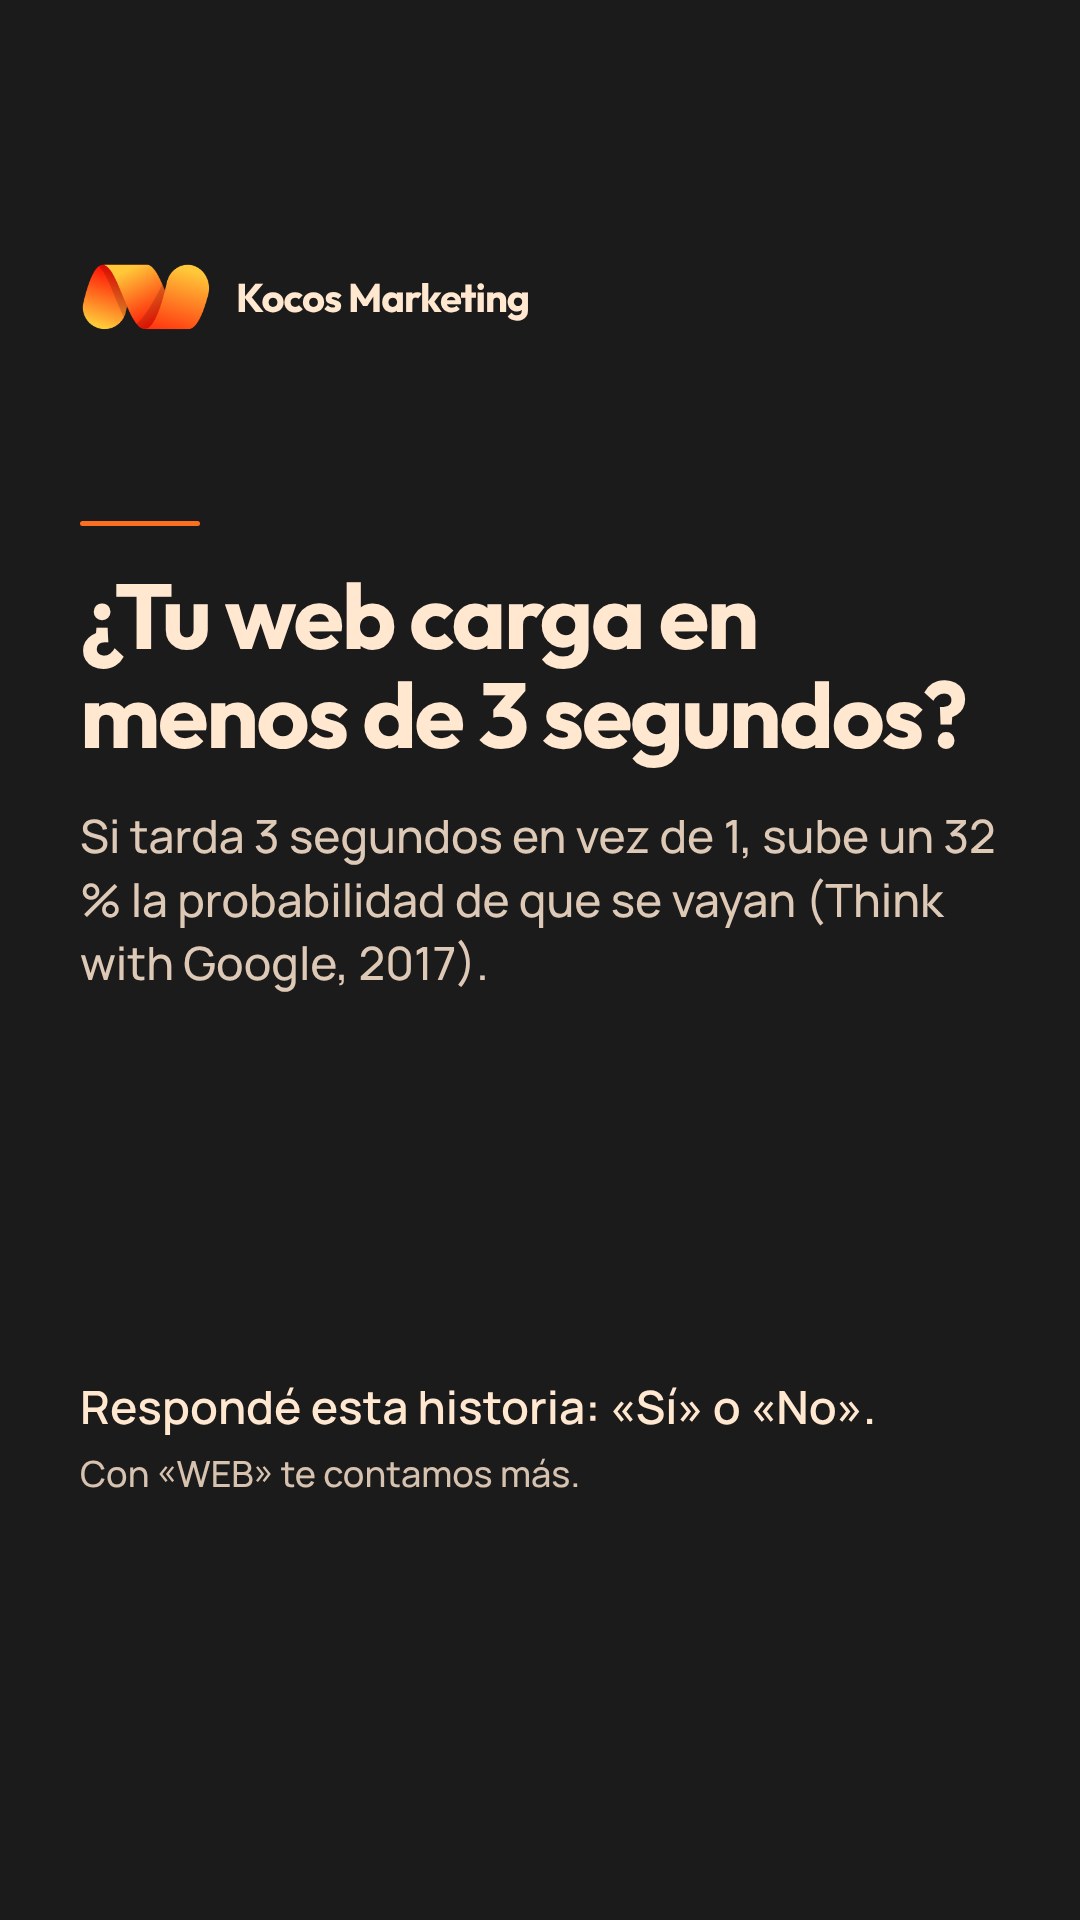 Kocos Marketing
¿Tu web carga en
menos de 3 segundos?
Si tarda 3 segundos en vez de 1, sube un 32
% la probabilidad de que se vayan (Think
with Google, 2017).
Respondé esta historia: «Sí» o «No».
Con «WEB» te contamos más.